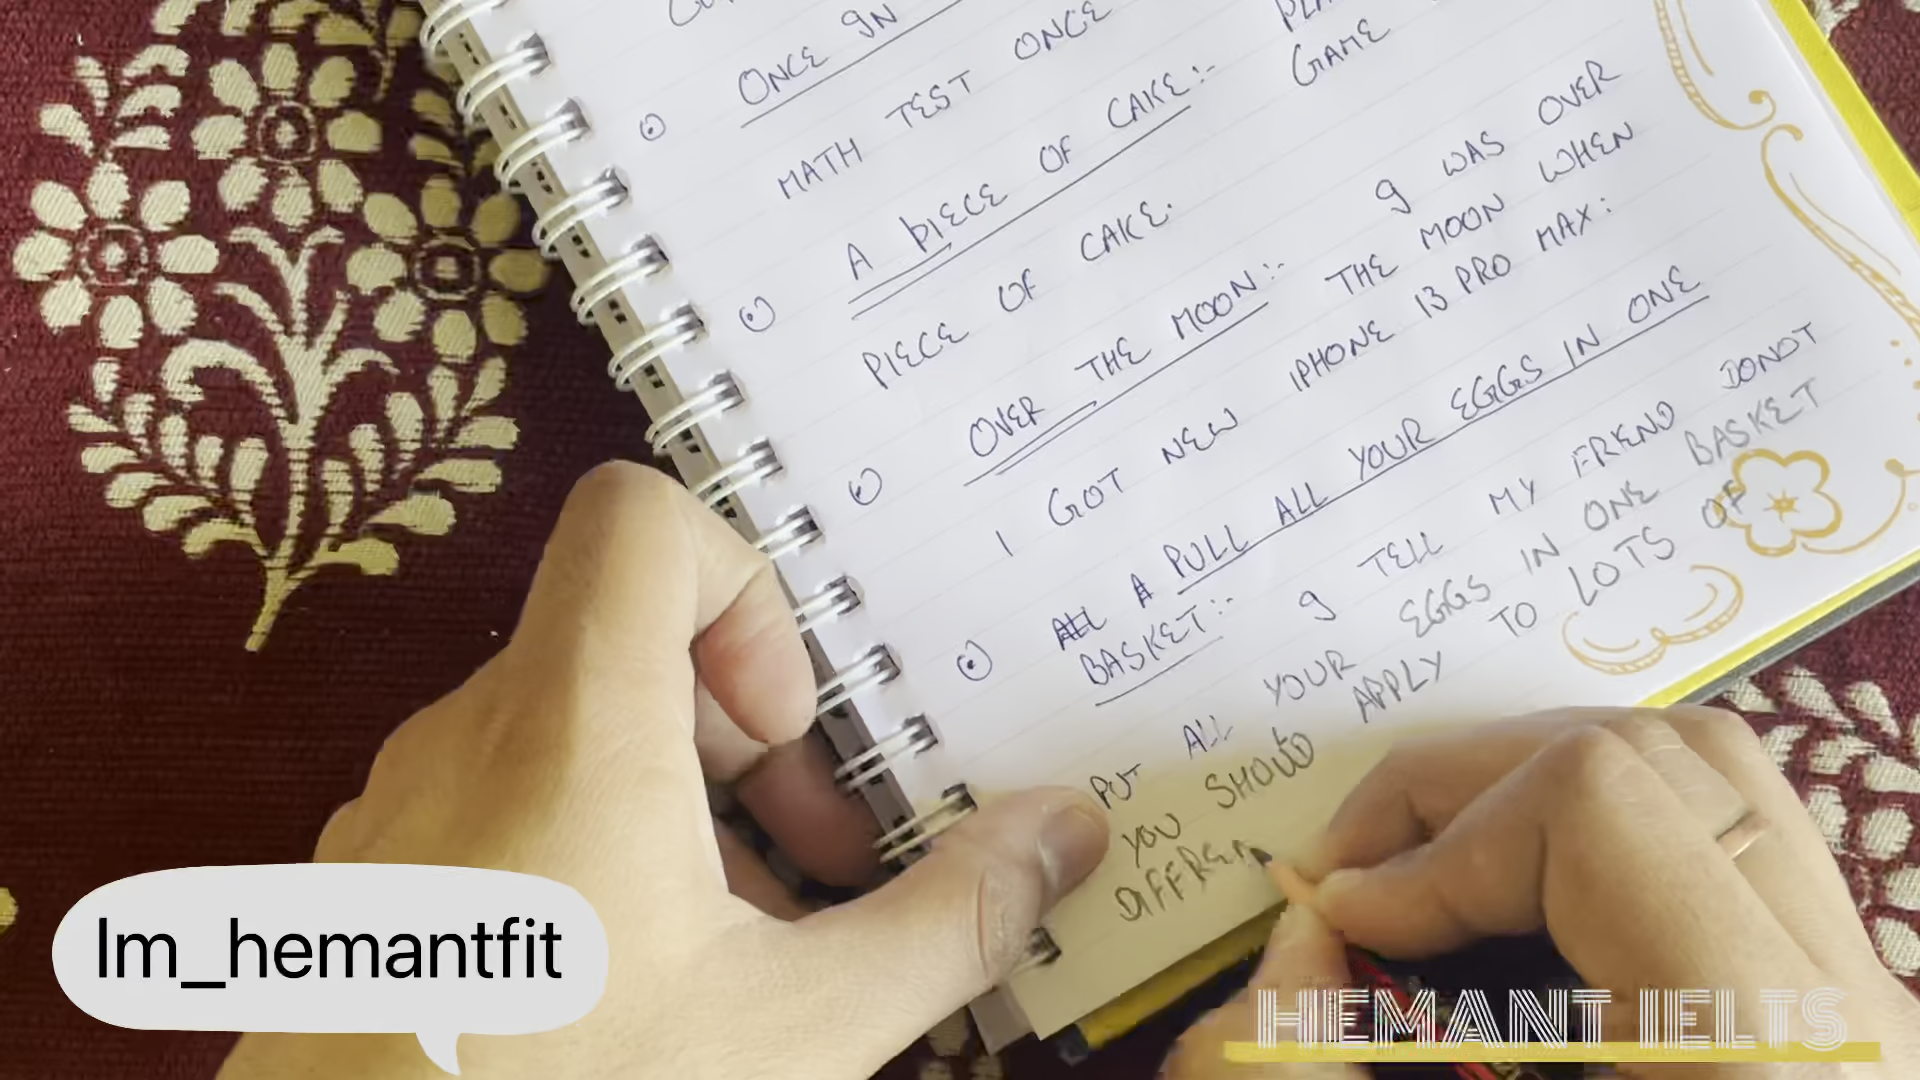 ONCE IN
MATH TEST ONCE
A PIECE OF CAKE:-
GAME
PIECE OF CAKE.
OVER THE MOON:- I WAS OVER
THE MOON WHEN
I GOT NEW IPHONE 13 PRO MAX:
A PULL ALL YOUR EGGS IN ONE
BASKET:- I TELL MY FREND DONOT
PUT ALL YOUR EGGS IN ONE BASKET
YOU SHOULD APPLY TO LOTS OF
DIFFREN
Im_hemantfit
HEMANT IELTS